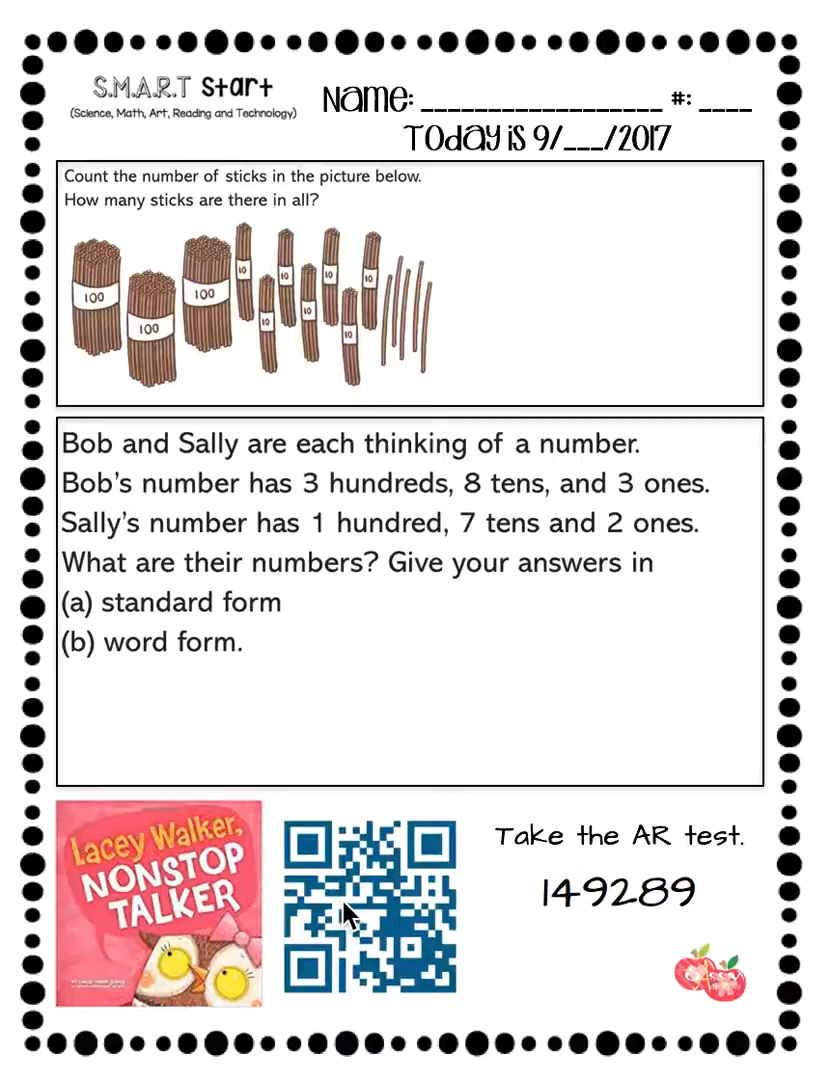 S.M.A.R.T Start
(Science, Math, Art, Reading and Technology)
Name: __________________ #: ____
Today is 9/___/2017
Count the number of sticks in the picture below.
How many sticks are there in all?
100
100
100
10
10
10
10
10
10
10
Bob and Sally are each thinking of a number.
Bob's number has 3 hundreds, 8 tens, and 3 ones.
Sally's number has 1 hundred, 7 tens and 2 ones.
What are their numbers? Give your answers in
(a) standard form
(b) word form.
Lacey Walker,
NONSTOP
TALKER
Take the AR test.
149289